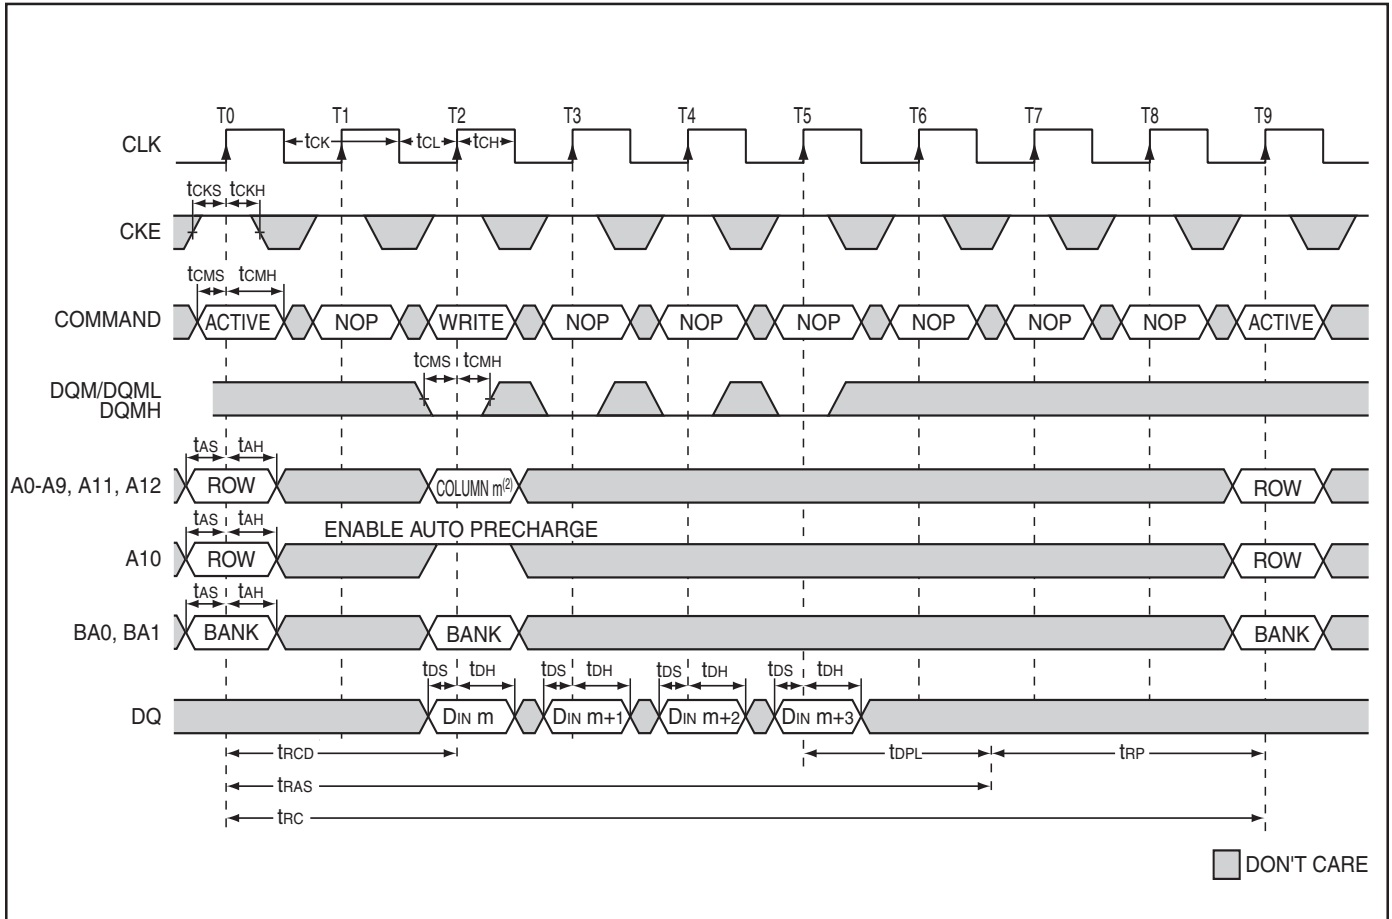 T0 T1 T2 T3 T4 T5 T6 T7 T8 T9
CLK tCK tCL tCH
tCKS tCKH
CKE
tCMS tCMH
COMMAND ACTIVE NOP WRITE NOP NOP NOP NOP NOP NOP ACTIVE
tCMS tCMH
DQM/DQML
DQMH
tAS tAH
A0-A9, A11, A12 ROW COLUMN m(2) ROW
tAS tAH ENABLE AUTO PRECHARGE
A10 ROW ROW
tAS tAH
BA0, BA1 BANK BANK BANK
tDS tDH tDS tDH tDS tDH tDS tDH
DQ DIN m DIN m+1 DIN m+2 DIN m+3
tRCD tDPL tRP
tRAS
tRC
DON'T CARE